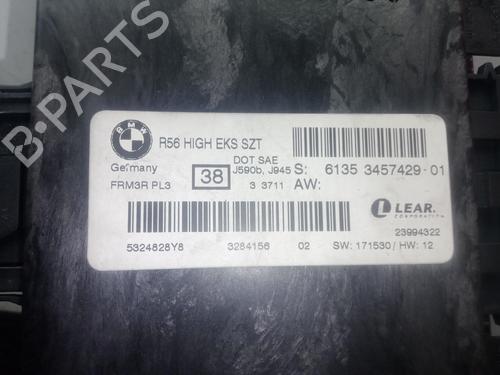 B-PARTS
BMW
R56 HIGH EKS SZT
Germany
FRM3R PL3
38
DOT SAE
J590b, J945
3 3711
S: 6135 3457429-01
AW:
LEAR.
CORPORATION
23994322
5324828Y8
3284156
02
SW: 171530/ HW: 12